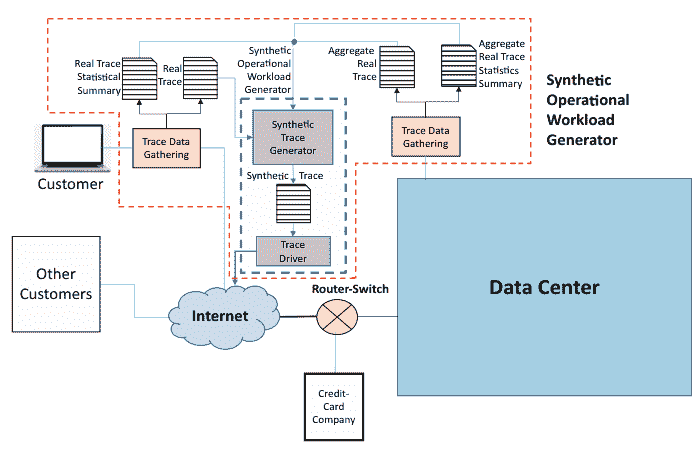 Real Trace
Statistical
Summary
Real
Trace
Synthetic
Operational
Workload
Generator
Aggregate
Real
Trace
Aggregate
Real Trace
Statistics
Summary
Synthetic
Operational
Workload
Generator
Trace Data
Gathering
Synthetic
Trace
Generator
Trace Data
Gathering
Customer
Synthetic Trace
Trace
Driver
Other
Customers
Internet
Router-Switch
Data Center
Credit-
Card
Company